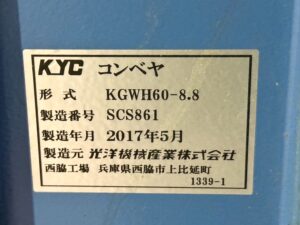 KYC コンベヤ
形式 KGWH60-8.8
製造番号 SCS861
製造年月 2017年5月
製造元 光洋機械産業株式会社
西脇工場 兵庫県西脇市上比延町
1339-1